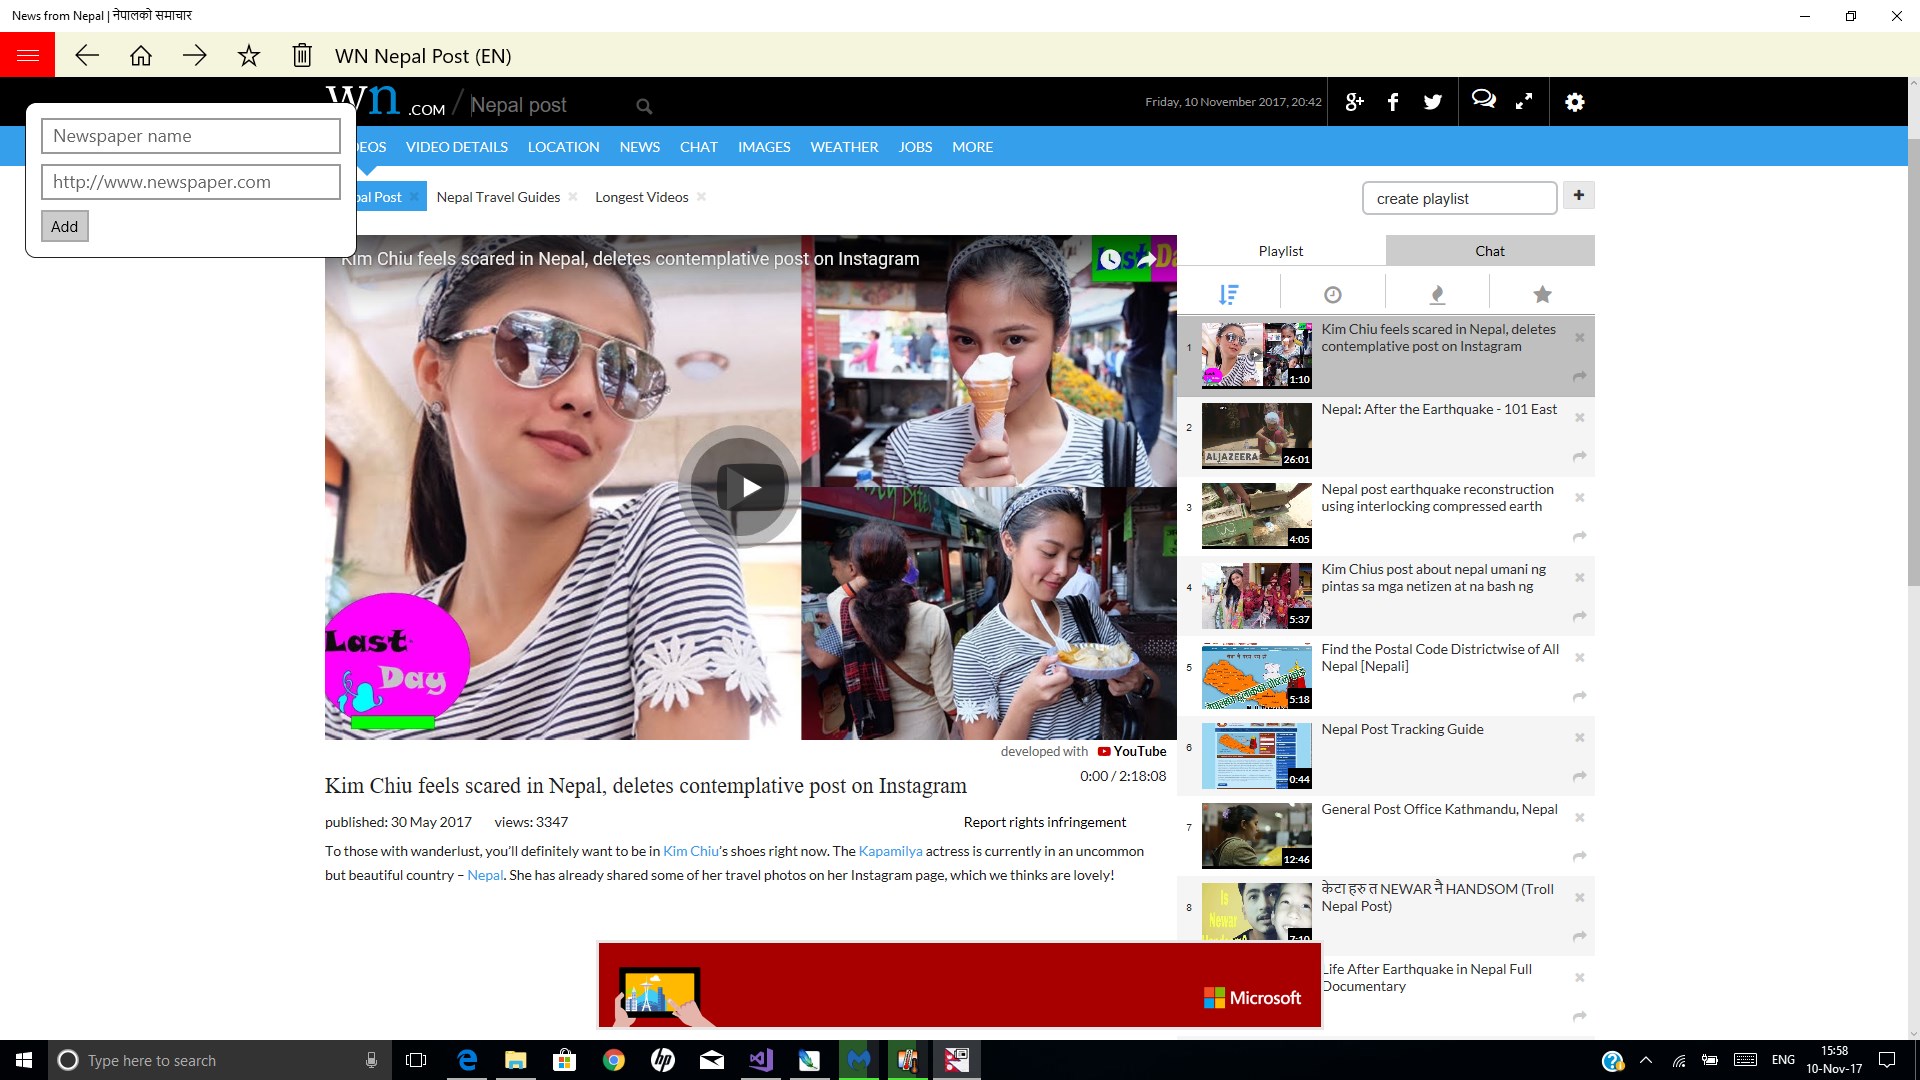 News from Nepal | नेपालको समाचार
WN Nepal Post (EN)
wn .COM / Nepal post
Friday, 10 November 2017, 20:42
Newspaper name
http://www.newspaper.com
Add
VIDEO DETAILS LOCATION NEWS CHAT IMAGES WEATHER JOBS MORE
Post
Nepal Travel Guides
Longest Videos
create playlist
Kim Chiu feels scared in Nepal, deletes contemplative post on Instagram
Last Day
developed with YouTube
0:00 / 2:18:08
Kim Chiu feels scared in Nepal, deletes contemplative post on Instagram
published: 30 May 2017 views: 3347
Report rights infringement
To those with wanderlust, you'll definitely want to be in Kim Chiu's shoes right now. The Kapamilya actress is currently in an uncommon
but beautiful country – Nepal. She has already shared some of her travel photos on her Instagram page, which we thinks are lovely!
Playlist
Chat
1
Kim Chiu feels scared in Nepal, deletes
contemplative post on Instagram
1:10
2
Nepal: After the Earthquake - 101 East
ALJAZEERA
26:01
3
Nepal post earthquake reconstruction
using interlocking compressed earth
4:05
4
Kim Chius post about nepal umani ng
pintas sa mga netizen at na bash ng
5:37
5
Find the Postal Code Districtwise of All
Nepal [Nepali]
5:18
6
Nepal Post Tracking Guide
0:44
7
General Post Office Kathmandu, Nepal
12:46
8
केटा हरु त NEWAR नै HANDSOM (Troll
Nepal Post)
Is
Newar
7:10
Life After Earthquake in Nepal Full
Documentary
Microsoft
Type here to search
ENG
15:58
10-Nov-17